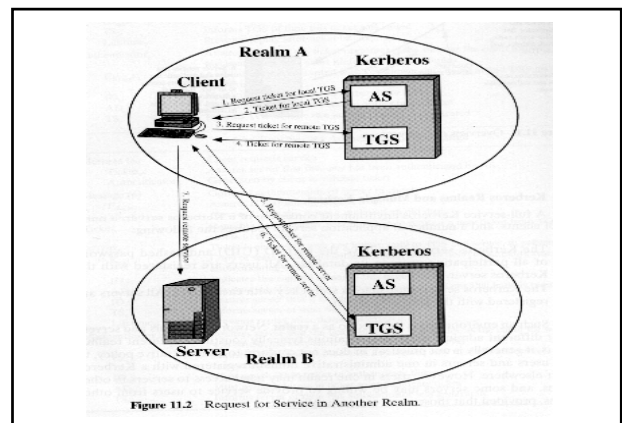 Realm A
Kerberos
Client
1. Request ticket for local TGS
2. Ticket for local TGS
AS
3. Request ticket for remote TGS
TGS
4. Ticket for remote TGS
7. Request remote server
5. Request ticket for remote server
6. Ticket for remote server
Kerberos
AS
TGS
Server
Realm B
Figure 11.2 Request for Service in Another Realm.